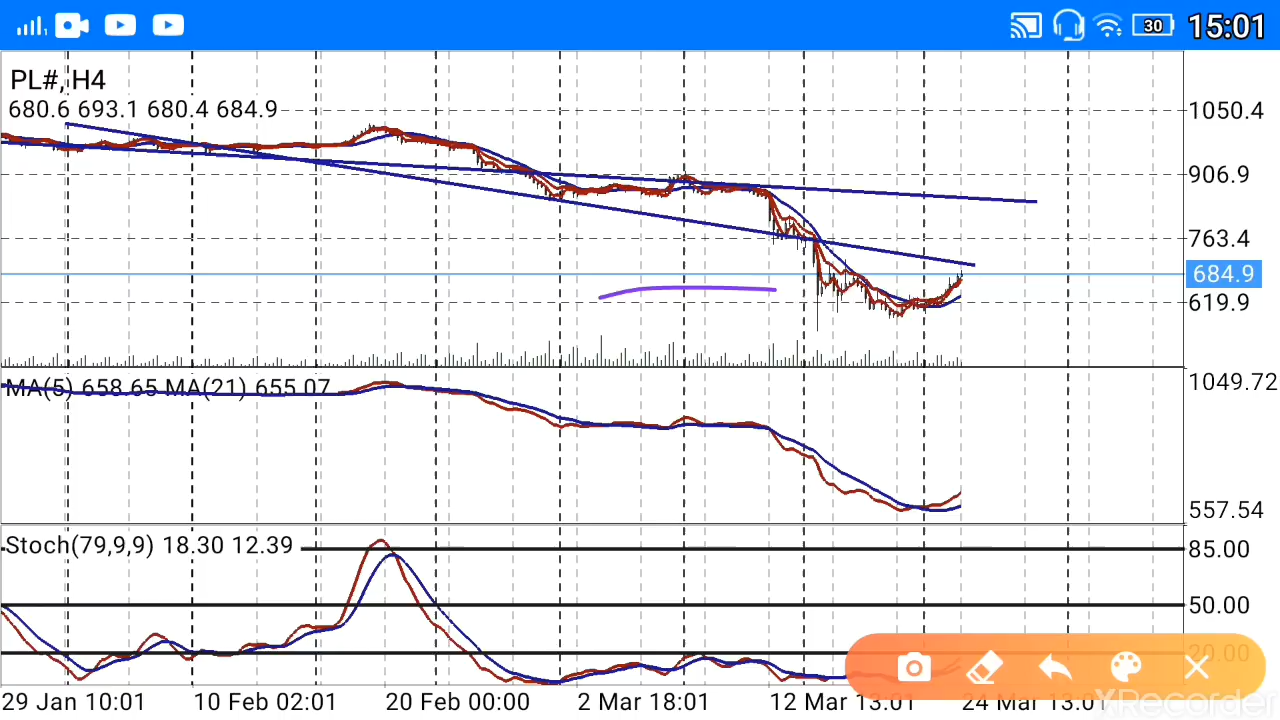 30 15:01
PL#,H4
680.6 693.1 680.4 684.9
1050.4
906.9
763.4
684.9
619.9
MA(5) 658.65 MA(21) 655.07
1049.72
557.54
Stoch(79,9,9) 18.30 12.39
85.00
50.00
20.00
29 Jan 10:01 10 Feb 02:01 20 Feb 00:00 2 Mar 18:01 12 Mar 13:01 24 Mar 13:01
XRecorder